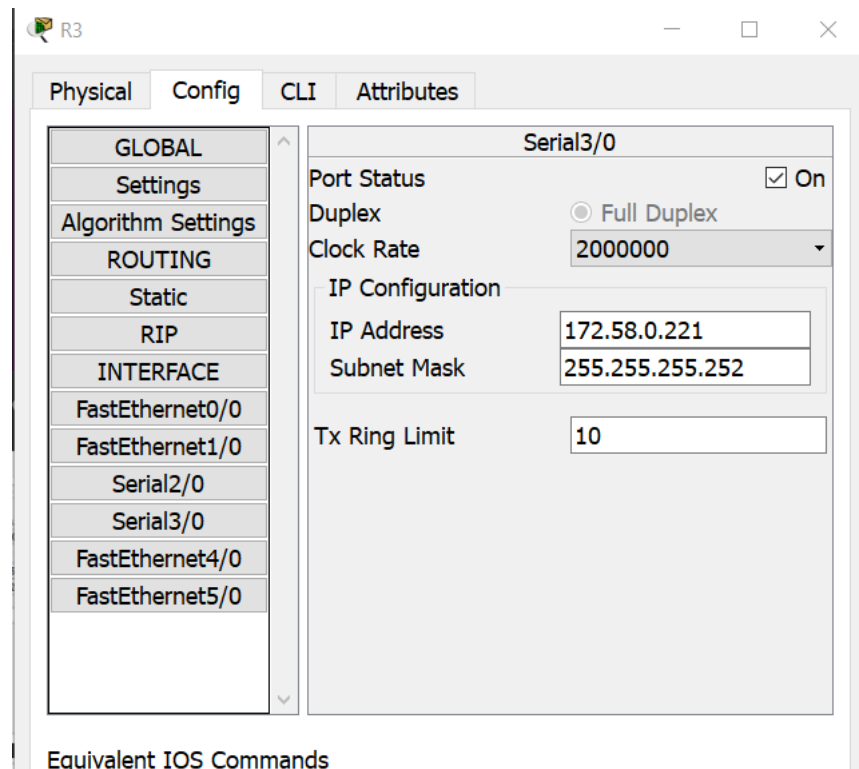 R3
Physical Config CLI Attributes
GLOBAL
Settings
Algorithm Settings
ROUTING
Static
RIP
INTERFACE
FastEthernet0/0
FastEthernet1/0
Serial2/0
Serial3/0
FastEthernet4/0
FastEthernet5/0
Serial3/0
Port Status On
Duplex Full Duplex
Clock Rate 2000000
IP Configuration
IP Address 172.58.0.221
Subnet Mask 255.255.255.252
Tx Ring Limit 10
Equivalent IOS Commands